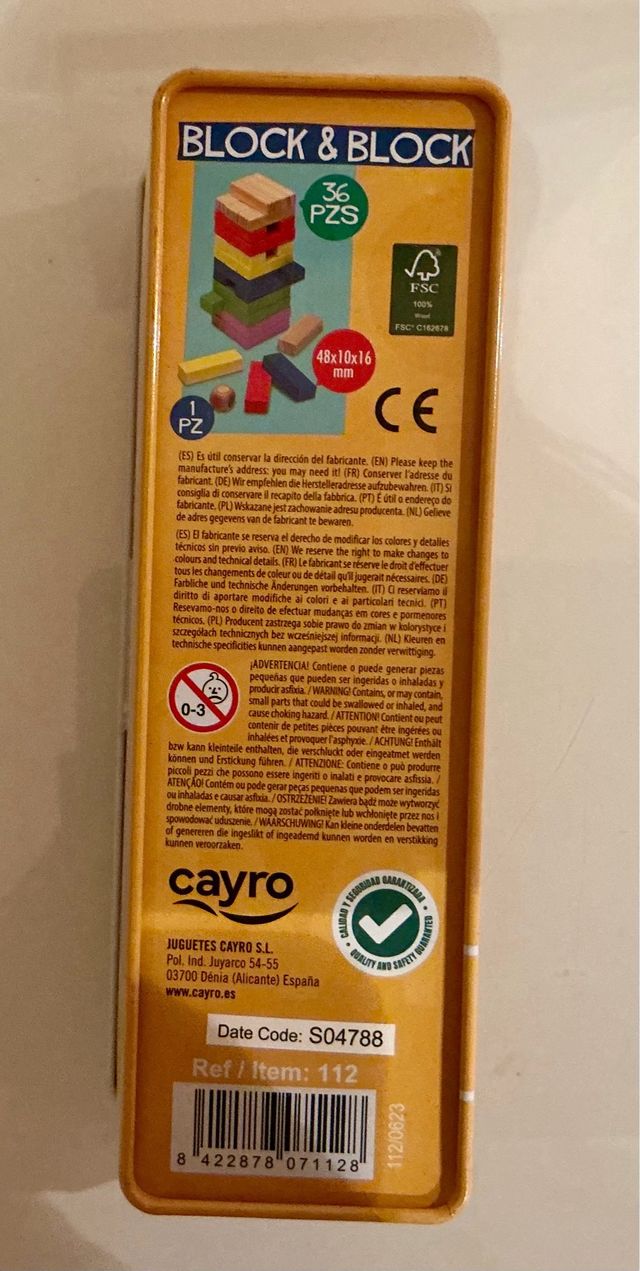 BLOCK & BLOCK
36
PZS
FSC
100%
Wood
FSC® C162678
48x10x16
mm
1
PZ
CE
(ES) Es útil conservar la dirección del fabricante. (EN) Please keep the
manufacture's address: you may need it! (FR) Conserver l'adresse du
fabricant. (DE) Wir empfehlen die Herstelleradresse aufzubewahren. (IT) Si
consiglia di conservare il recapito della fabbrica. (PT) É útil o endereço do
fabricante. (PL) Wskazane jest zachowanie adresu producenta. (NL) Gelieve
de adres gegevens van de fabricant te bewaren.
(ES) El fabricante se reserva el derecho de modificar los colores y detalles
técnicos sin previo aviso. (EN) We reserve the right to make changes to
colours and technical details. (FR) Le fabricant se réserve le droit d'effectuer
tous les changements de couleur ou de détail qu'il jugerait nécessaires. (DE)
Farbliche und technische Änderungen vorbehalten. (IT) Ci reserviamo il
diritto di aportare modifiche ai colori e ai particolari tecnici. (PT)
Resevamo-nos o direito de efectuar mudanças em cores e pormenores
técnicos. (PL) Producent zastrzega sobie prawo do zmian w kolorystyce i
szczegółach technicznych bez wcześniejszej informacji. (NL) Kleuren en
technische specificities kunnen aangepast worden zonder verwittiging.
0-3
¡ADVERTENCIA! Contiene o puede generar piezas
pequeñas que pueden ser ingeridas o inhaladas y
producir asfixia. / WARNING! Contains, or may contain,
small parts that could be swallowed or inhaled, and
cause choking hazard. / ATTENTION! Contient ou peut
contenir de petites pièces pouvant être ingérées ou
inhalées et provoquer l'asphyxie. / ACHTUNG! Enthält
bzw kann kleinteile enthalten, die verschluckt oder eingeatmet werden
können und Erstickung führen. / ATTENZIONE: Contiene o può produrre
piccoli pezzi che possono essere ingeriti o inalati e provocare asfissia. /
ATENÇÃO! Contém ou pode gerar peças pequenas que podem ser ingeridas
ou inhaladas e causar asfixia. / OSTRZEŻENIE! Zawiera bądź może wytworzyć
drobne elementy, które mogą zostać połknięte lub wchłonięte przez nos i
spowodować uduszenie. / WAARSCHUWING! Kan kleine onderdelen bevatten
of genereren die ingeslikt of ingeademd kunnen worden en verstikking
kunnen veroorzaken.
cayro
CALIDAD Y SEGURIDAD GARANTIZADA
QUALITY AND SAFETY GUARANTEED
JUGUETES CAYRO S.L.
Pol. Ind. Juyarco 54-55
03700 Dénia (Alicante) España
www.cayro.es
Date Code: S04788
Ref / Item: 112
8 422878 071128
112/0623